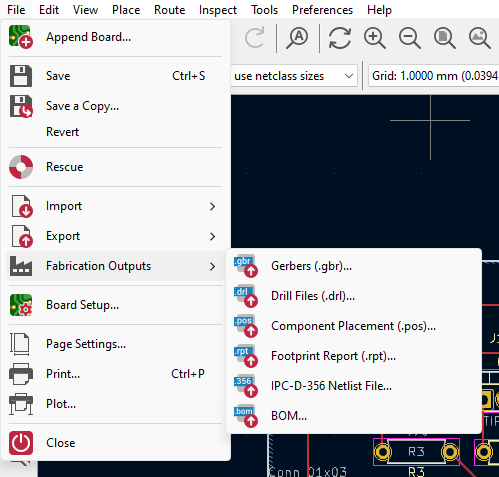 File Edit View Place Route Inspect Tools Preferences Help
Append Board...
Save Ctrl+S
Save a Copy...
Revert
use netclass sizes
Grid: 1.0000 mm (0.0394
Rescue
Import
Export
Fabrication Outputs
.gbr Gerbers (.gbr)...
.drl Drill Files (.drl)...
.pos Component Placement (.pos)...
.rpt Footprint Report (.rpt)...
.356 IPC-D-356 Netlist File...
.bom BOM...
Board Setup...
Page Settings...
Print... Ctrl+P
Plot...
Close
R3
Conn_01x03
R3